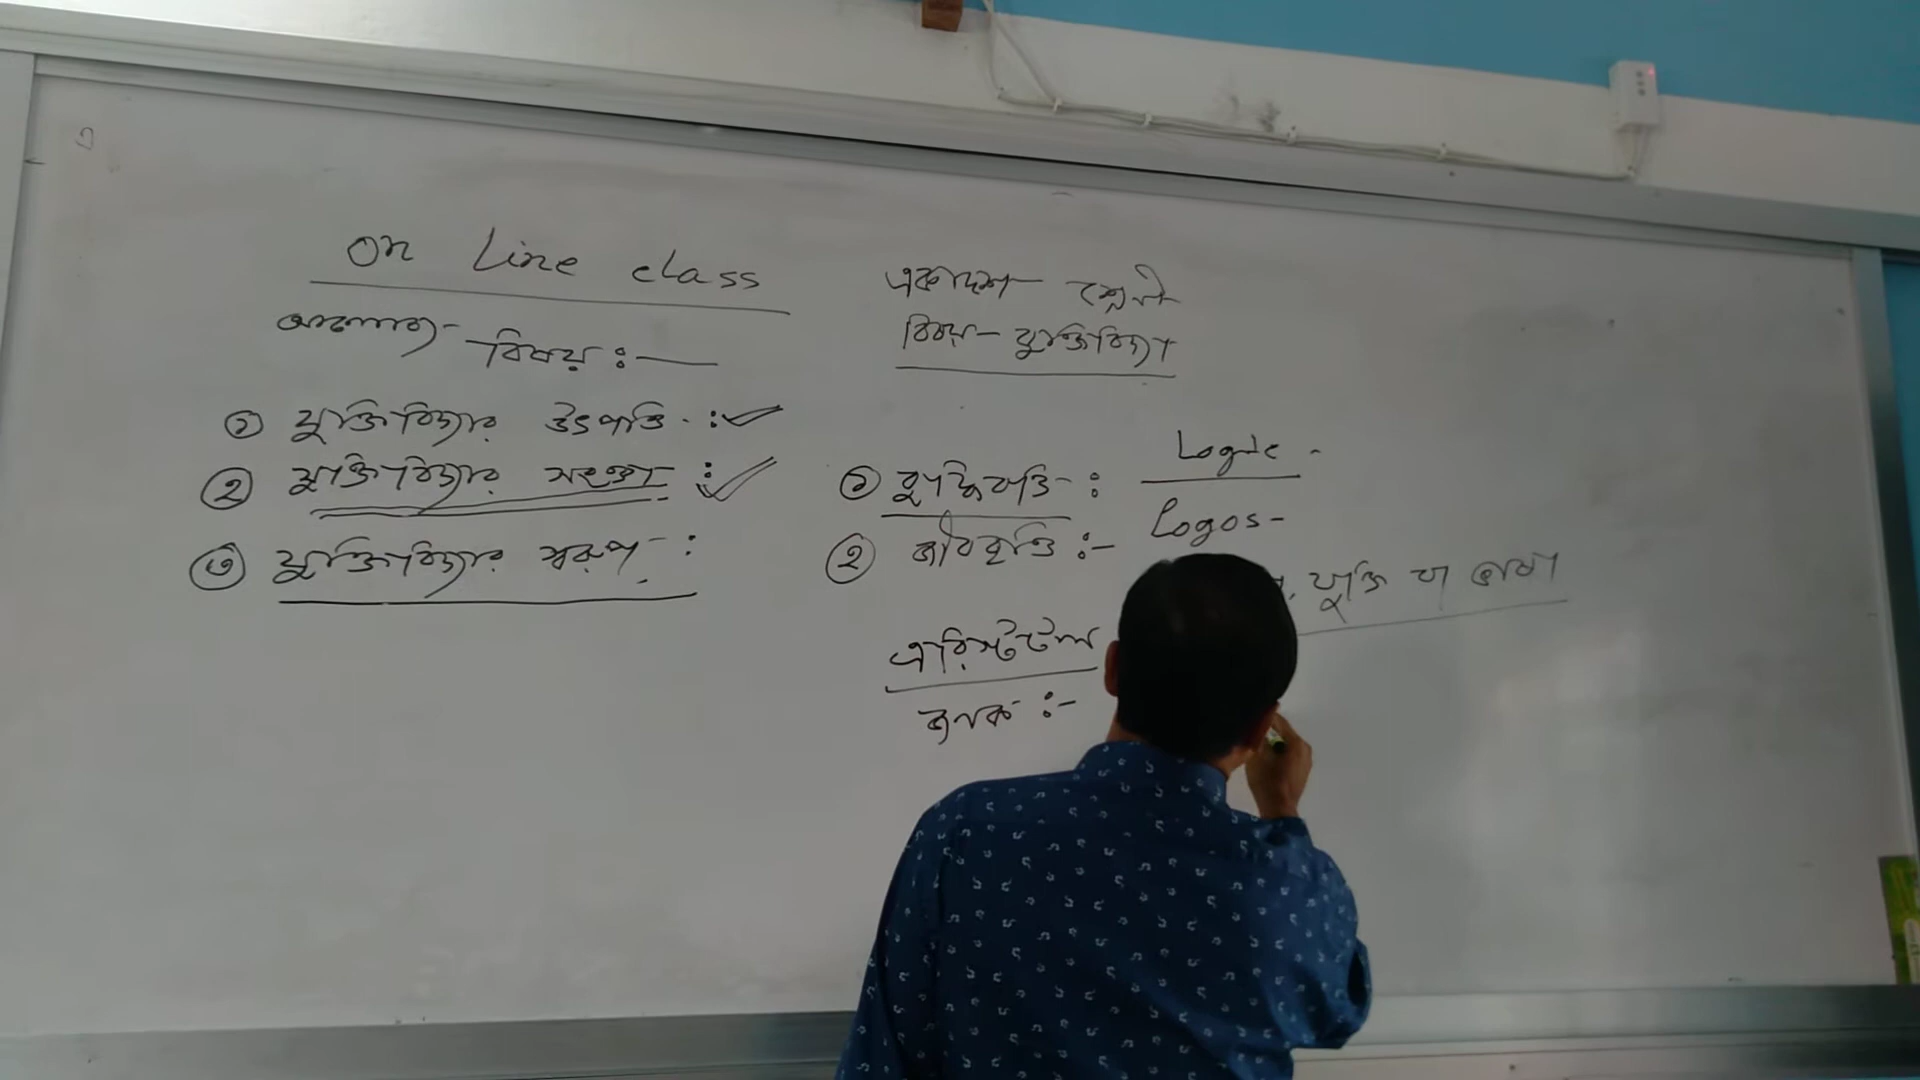 On Line class
আলোচ্য- বিষয় :—
① যুক্তিবিদ্যার উৎপত্তি - :
② যুক্তিবিদ্যার সংজ্ঞা :
③ যুক্তিবিদ্যার স্বরূপ - :
একাদশ শ্রেণী
বিষয় - যুক্তিবিদ্যা
① বুদ্ধিবৃত্তি - : Logic -
② জীববৃত্তি :- Logos -
যুক্তি বা ভাষা
এরিস্টটল
জনক :-